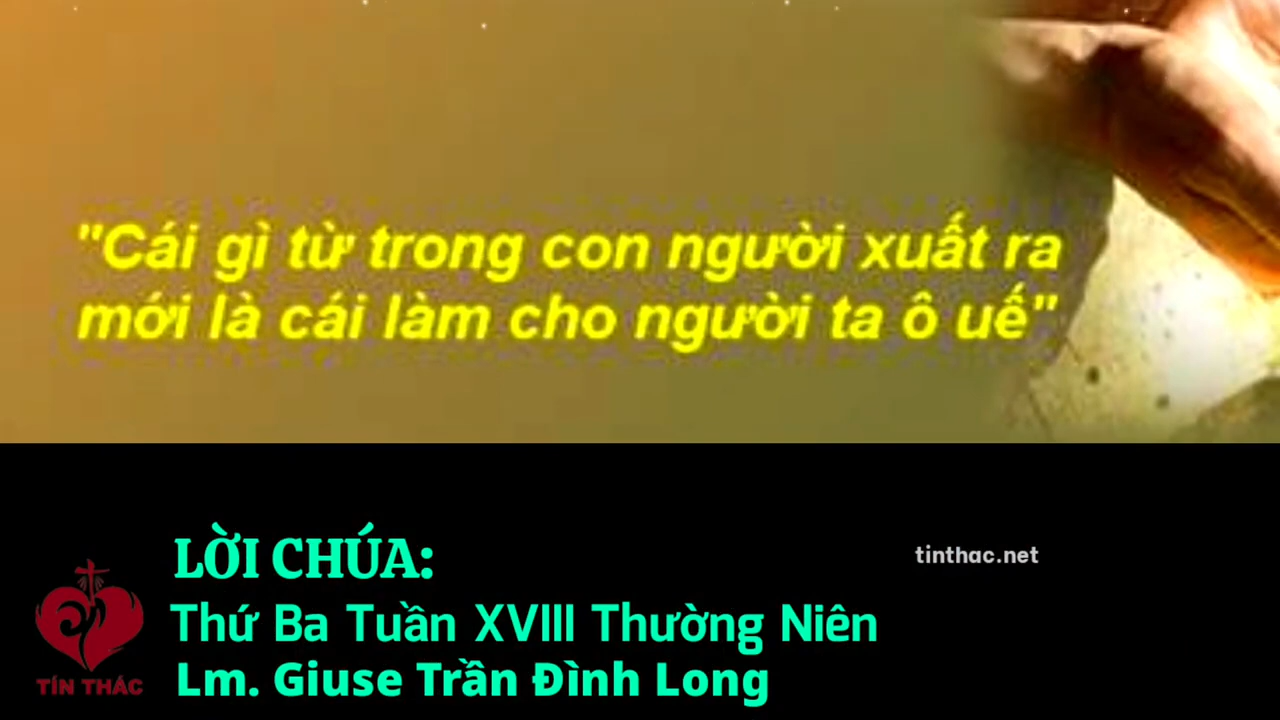 "Cái gì từ trong con người xuất ra
mới là cái làm cho người ta ô uế"
LỜI CHÚA:
tinthac.net
Thứ Ba Tuần XVIII Thường Niên
Lm. Giuse Trần Đình Long
TÍN THÁC